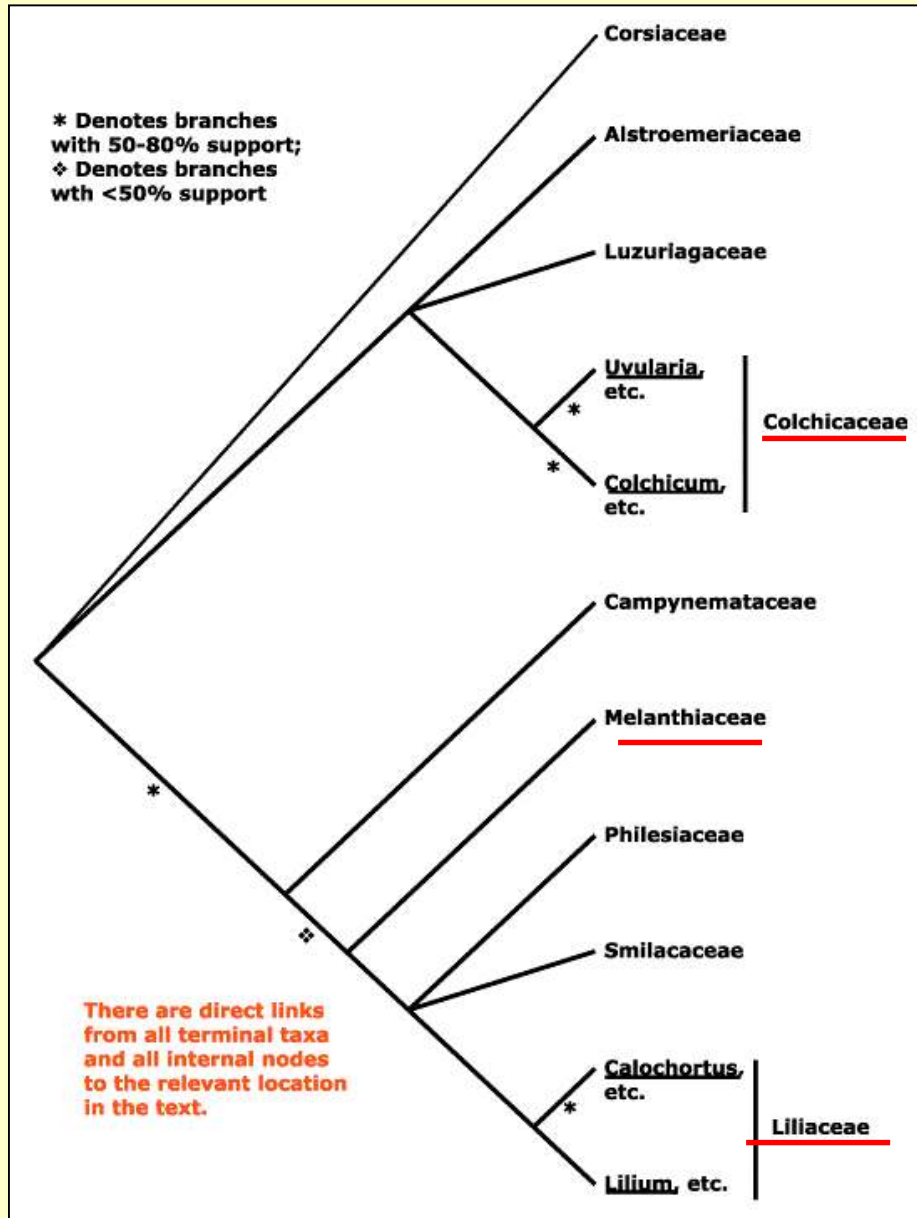 Corsiaceae
* Denotes branches
with 50-80% support;
❖ Denotes branches
wth <50% support
Alstroemeriaceae
Luzuriagaceae
Uvularia,
etc.
Colchicaceae
*
*
Colchicum,
etc.
Campynemataceae
Melanthiaceae
*
Philesiaceae
❖
Smilacaceae
There are direct links
from all terminal taxa
and all internal nodes
to the relevant location
in the text.
Calochortus,
etc.
*
Liliaceae
Lilium, etc.